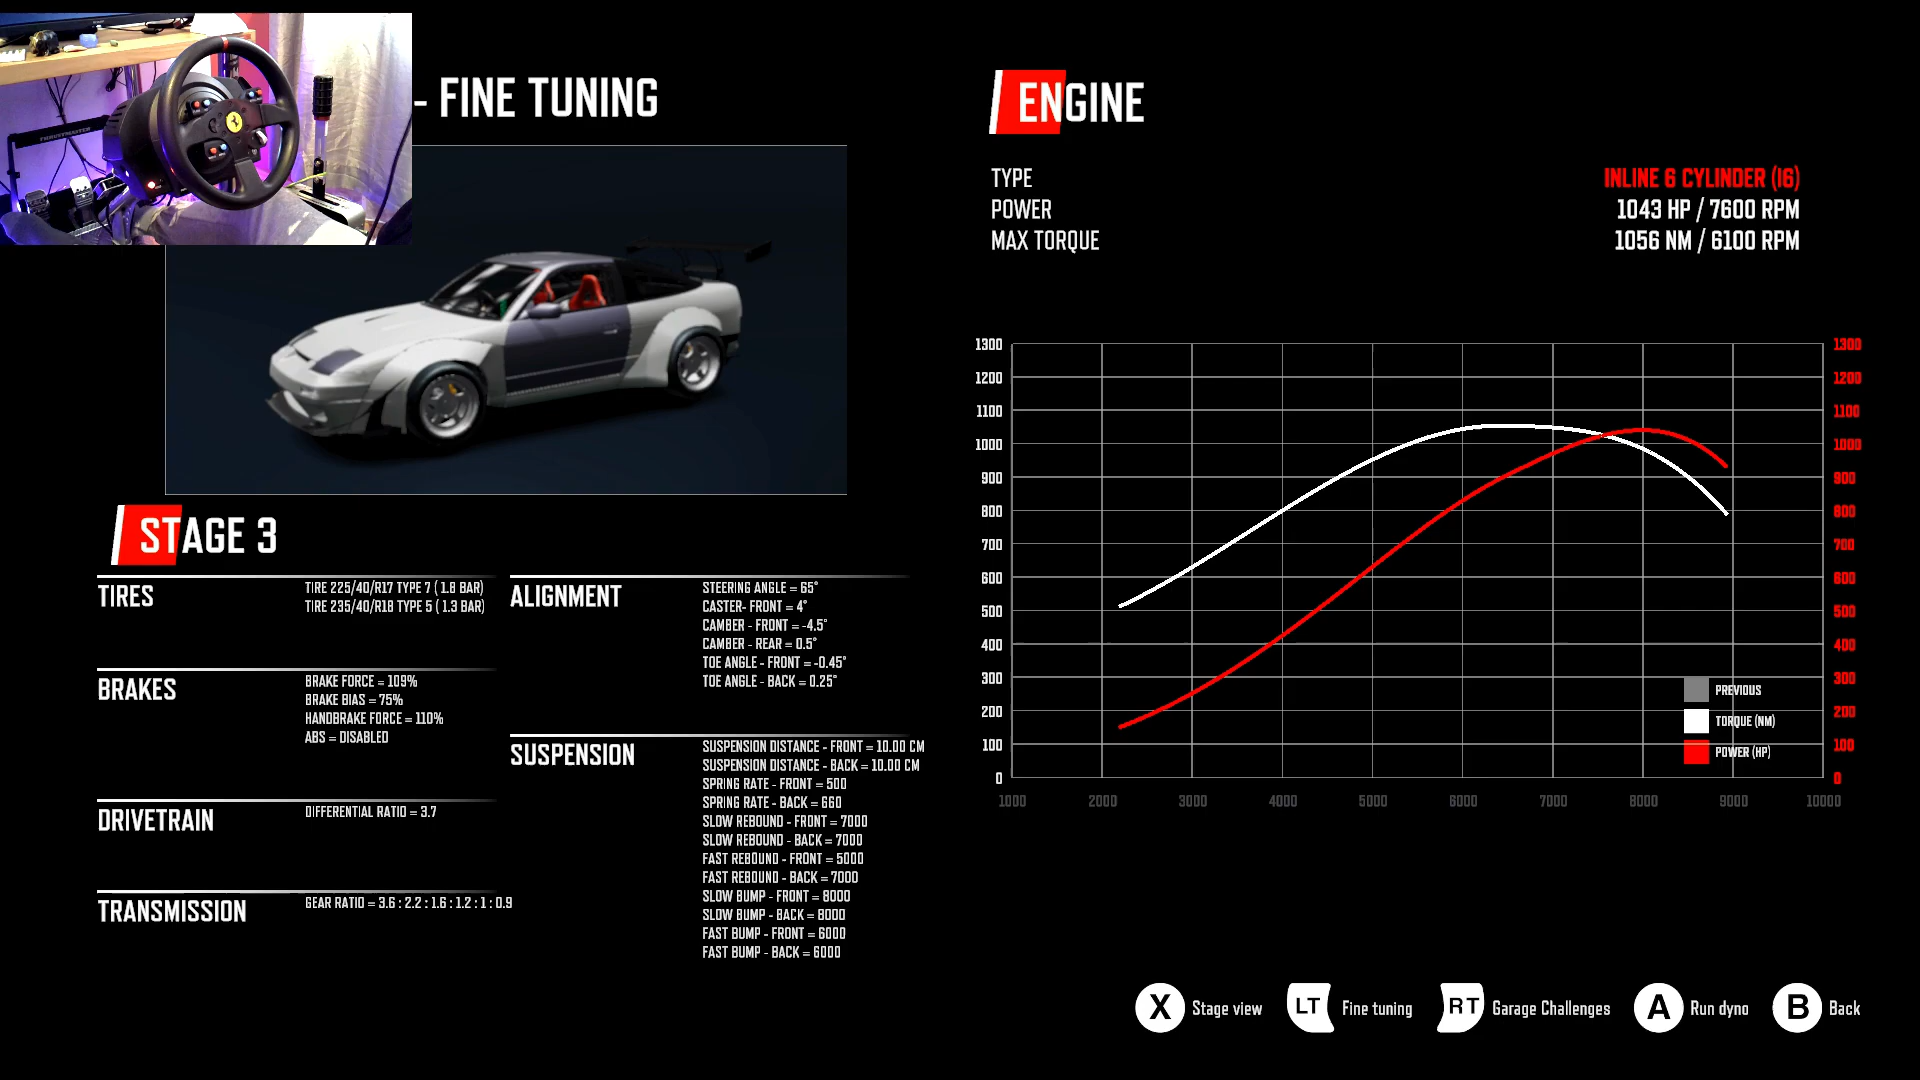 - FINE TUNING
ENGINE
TYPE INLINE 6 CYLINDER (I6)
POWER 1043 HP / 7600 RPM
MAX TORQUE 1056 NM / 6100 RPM
1300 1300
1200 1200
1100 1100
1000 1000
900 900
800 800
700 700
600 600
500 500
400 400
300 300
200 200
100 100
0 0
1000 2000 3000 4000 5000 6000 7000 8000 9000 10000
PREVIOUS
TORQUE (NM)
POWER (HP)
STAGE 3
TIRES
TIRE 225/40/R17 TYPE 7 ( 1.8 BAR)
TIRE 235/40/R18 TYPE 5 ( 1.3 BAR)
BRAKES
BRAKE FORCE = 109%
BRAKE BIAS = 75%
HANDBRAKE FORCE = 110%
ABS = DISABLED
DRIVETRAIN
DIFFERENTIAL RATIO = 3.7
TRANSMISSION
GEAR RATIO = 3.6 : 2.2 : 1.6 : 1.2 : 1 : 0.9
ALIGNMENT
STEERING ANGLE = 65°
CASTER- FRONT = 4°
CAMBER - FRONT = -4.5°
CAMBER - REAR = 0.5°
TOE ANGLE - FRONT = -0.45°
TOE ANGLE - BACK = 0.25°
SUSPENSION
SUSPENSION DISTANCE - FRONT = 10.00 CM
SUSPENSION DISTANCE - BACK = 10.00 CM
SPRING RATE - FRONT = 500
SPRING RATE - BACK = 660
SLOW REBOUND - FRONT = 7000
SLOW REBOUND - BACK = 7000
FAST REBOUND - FRONT = 5000
FAST REBOUND - BACK = 7000
SLOW BUMP - FRONT = 8000
SLOW BUMP - BACK = 8000
FAST BUMP - FRONT = 6000
FAST BUMP - BACK = 6000
X Stage view LT Fine tuning RT Garage Challenges A Run dyno B Back